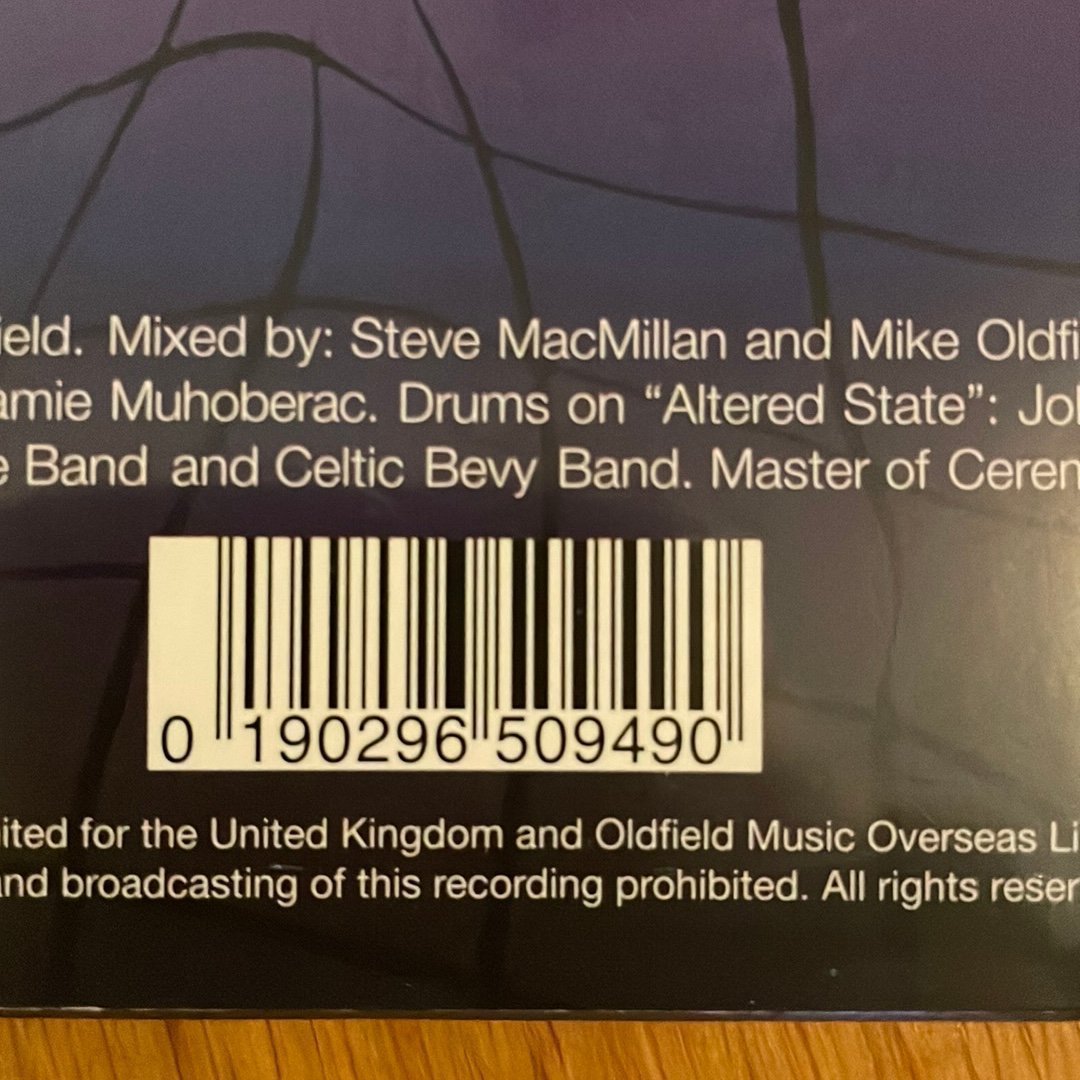 ield. Mixed by: Steve MacMillan and Mike Oldfi
amie Muhoberac. Drums on “Altered State”: Jo
e Band and Celtic Bevy Band. Master of Cerem
0 190296 509490
ited for the United Kingdom and Oldfield Music Overseas Li
nd broadcasting of this recording prohibited. All rights reser